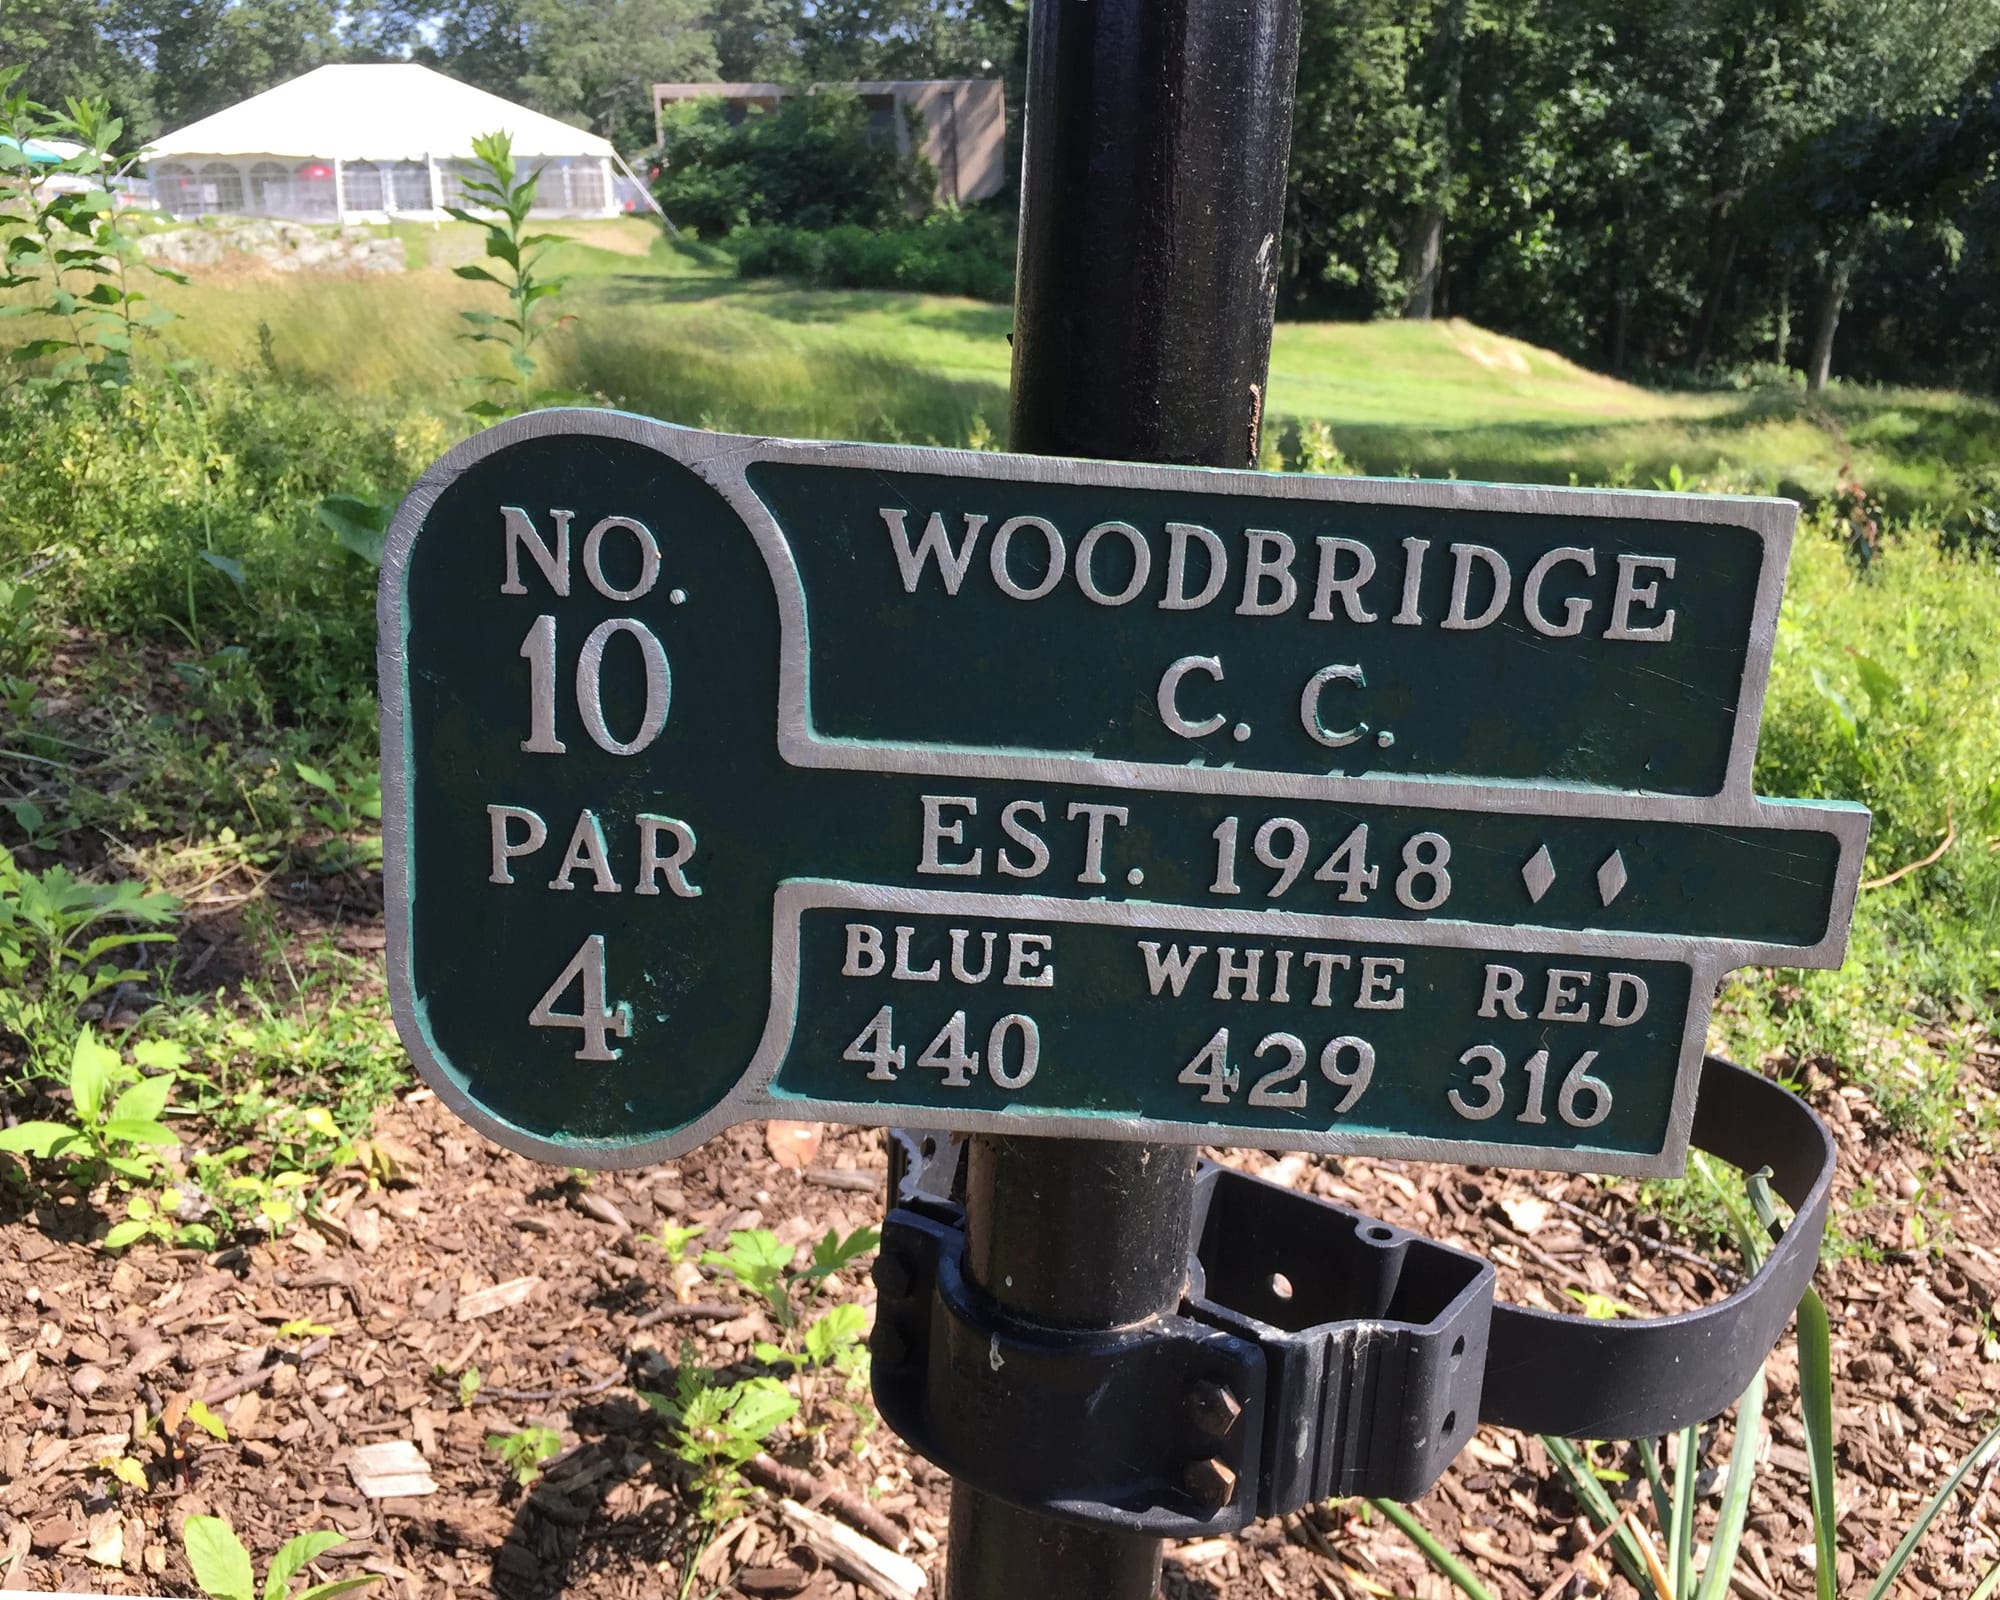 NO.
10
PAR
4
WOODBRIDGE
C. C.
EST. 1948
BLUE WHITE RED
440 429 316